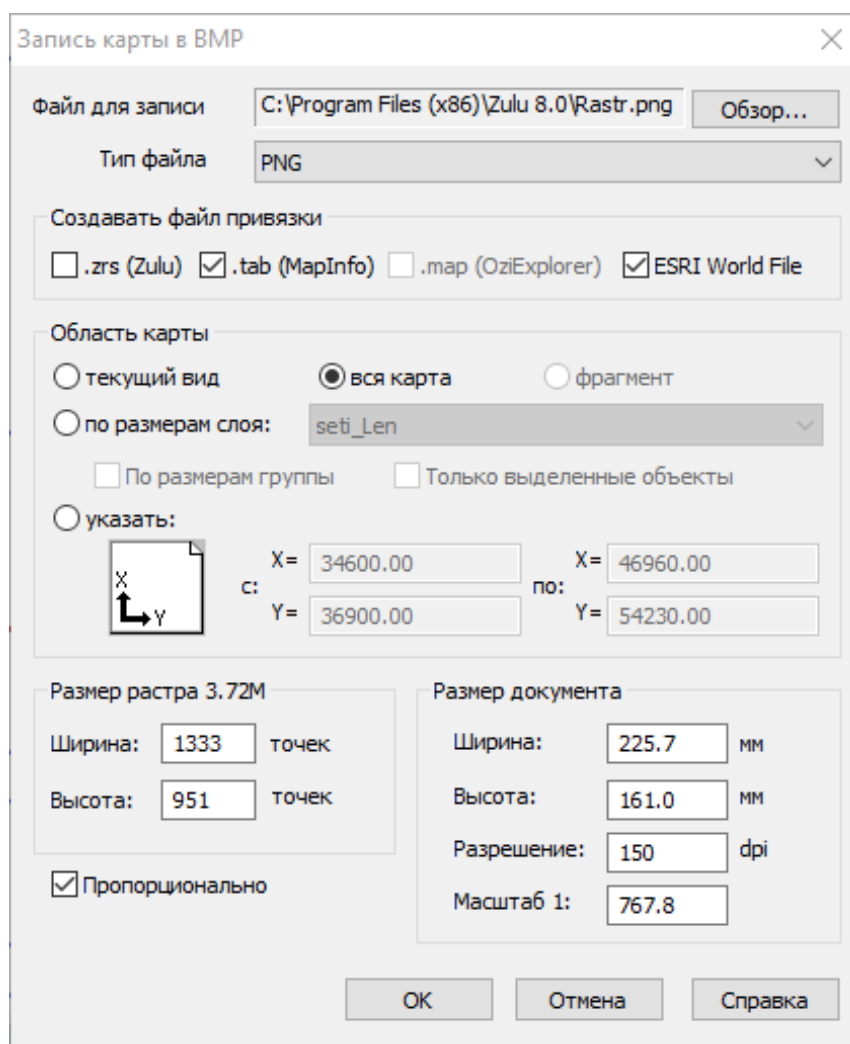 Запись карты в BMP
Файл для записи C:\Program Files (x86)\Zulu 8.0\Rastr.png Обзор...
Тип файла PNG
Создавать файл привязки
.zrs (Zulu) .tab (MapInfo) .map (OziExplorer) ESRI World File
Область карты
текущий вид вся карта фрагмент
по размерам слоя: seti_Len
По размерам группы Только выделенные объекты
указать:
X
Y
с: X= 34600.00 по: X= 46960.00
Y= 36900.00 Y= 54230.00
Размер растра 3.72M
Ширина: 1333 точек
Высота: 951 точек
Пропорционально
Размер документа
Ширина: 225.7 мм
Высота: 161.0 мм
Разрешение: 150 dpi
Масштаб 1: 767.8
OK Отмена Справка